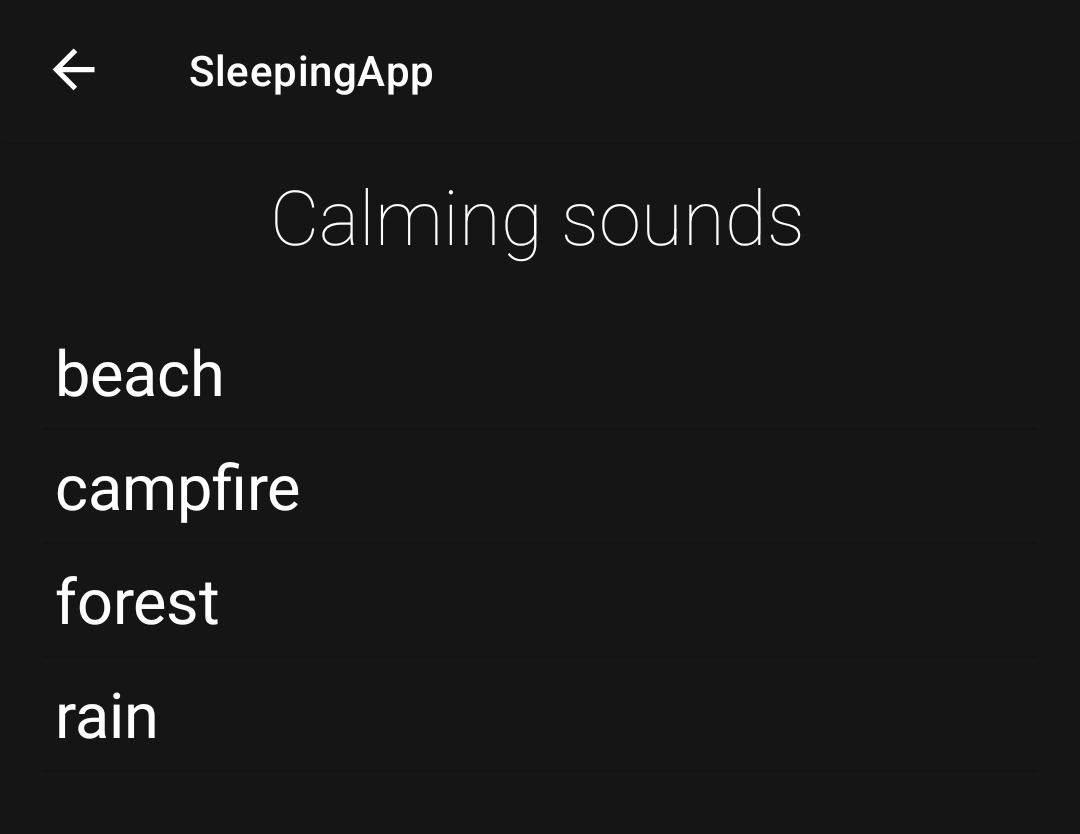 SleepingApp
Calming sounds
beach
campfire
forest
rain